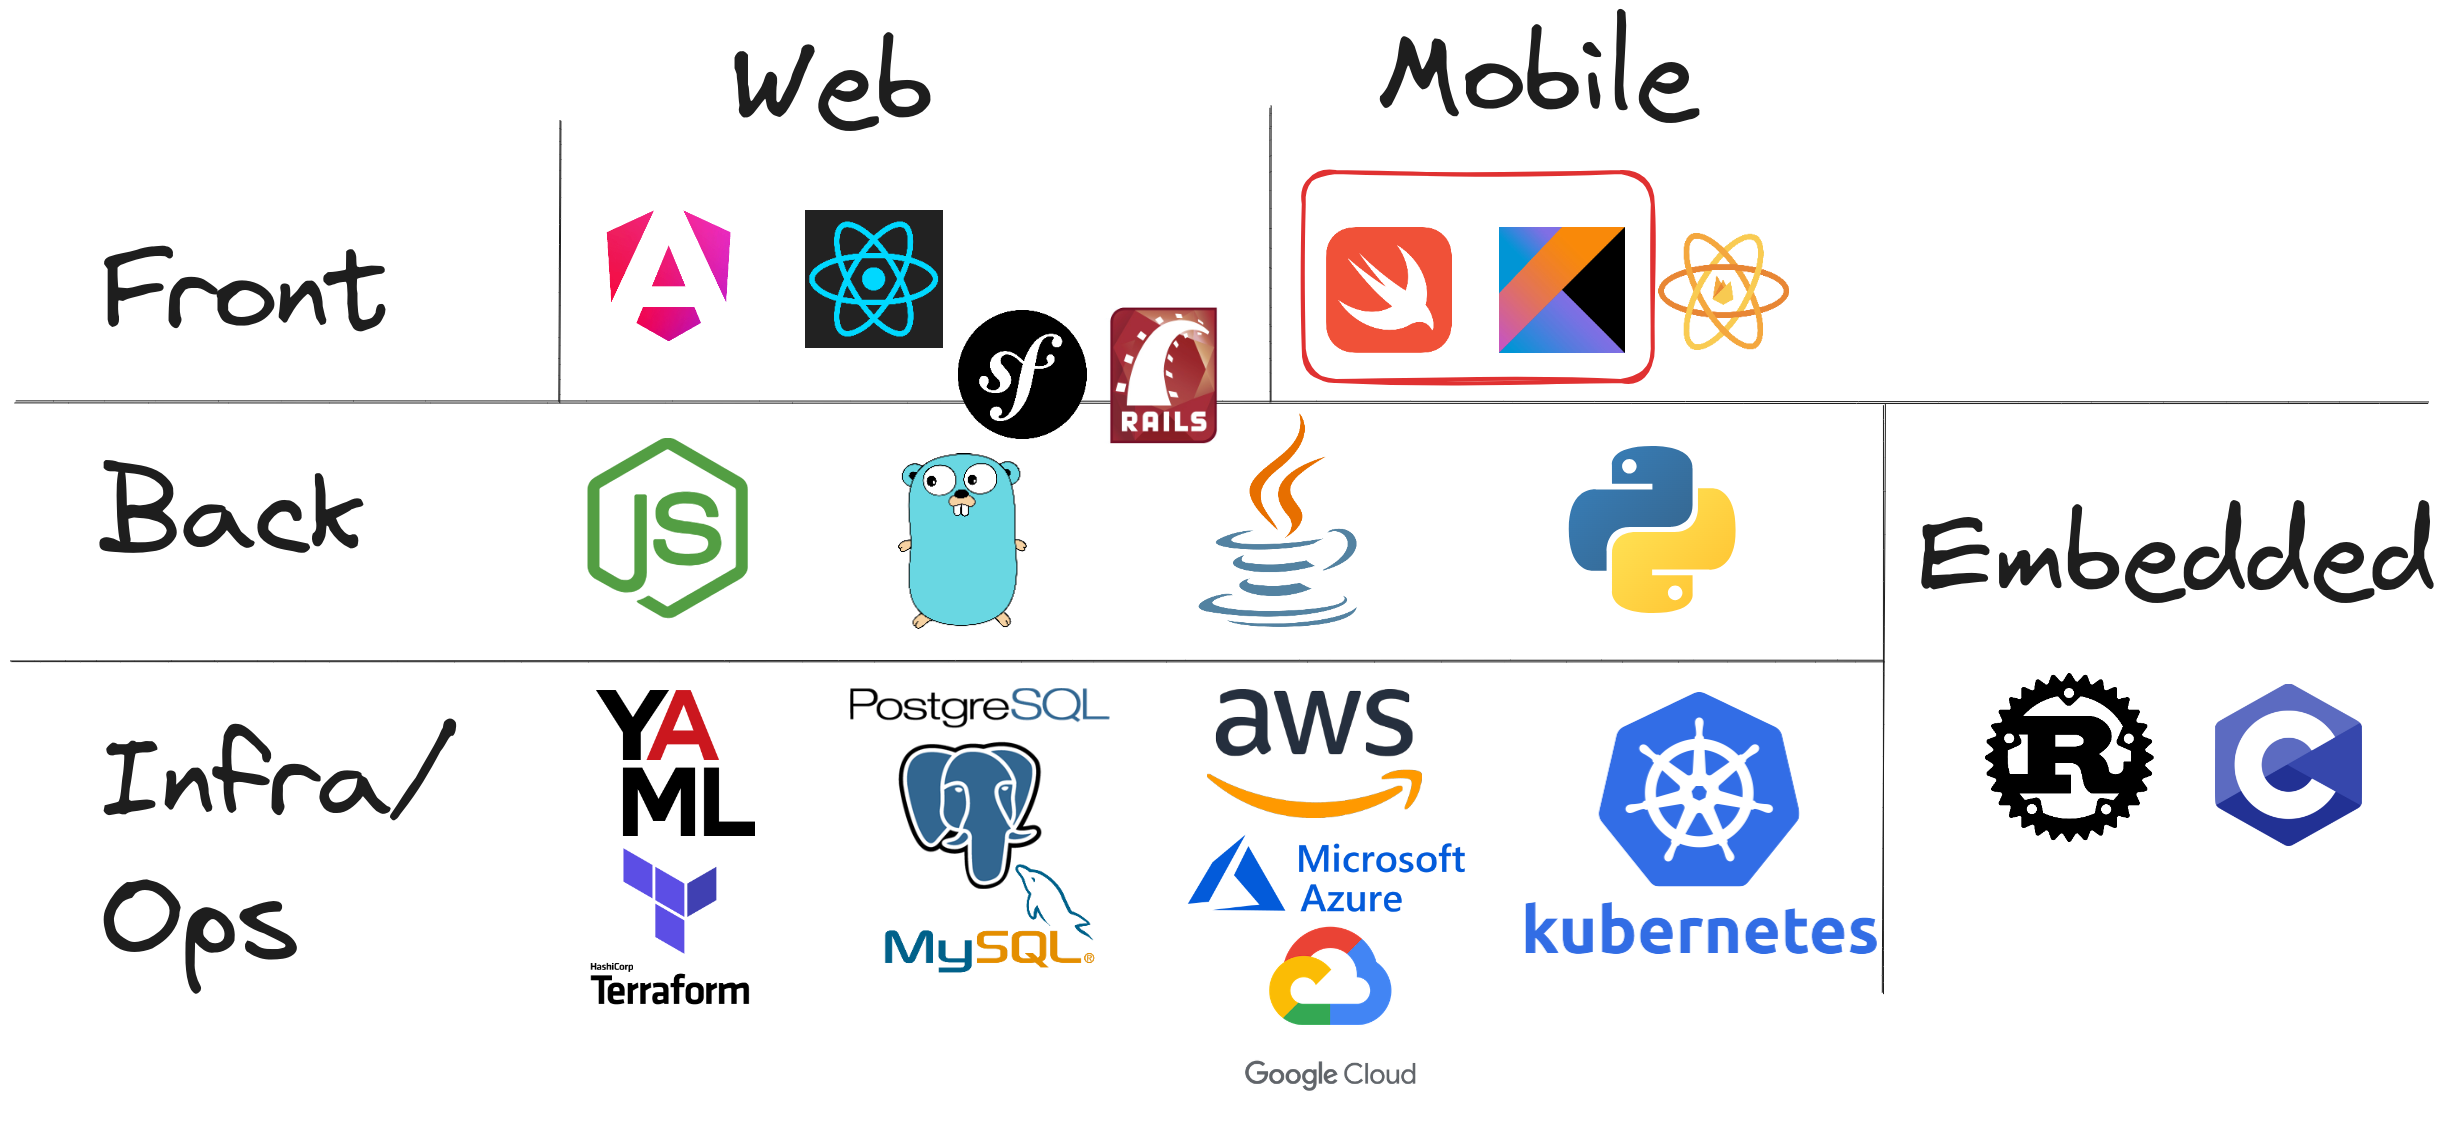 Web
Mobile
Front
sf
RAILS
Back
JS
Embedded
YA
ML
PostgreSQL
aws
R
C
Infra/
Microsoft
Azure
Ops
kubernetes
MySQL®
HashiCorp
Terraform
Google Cloud